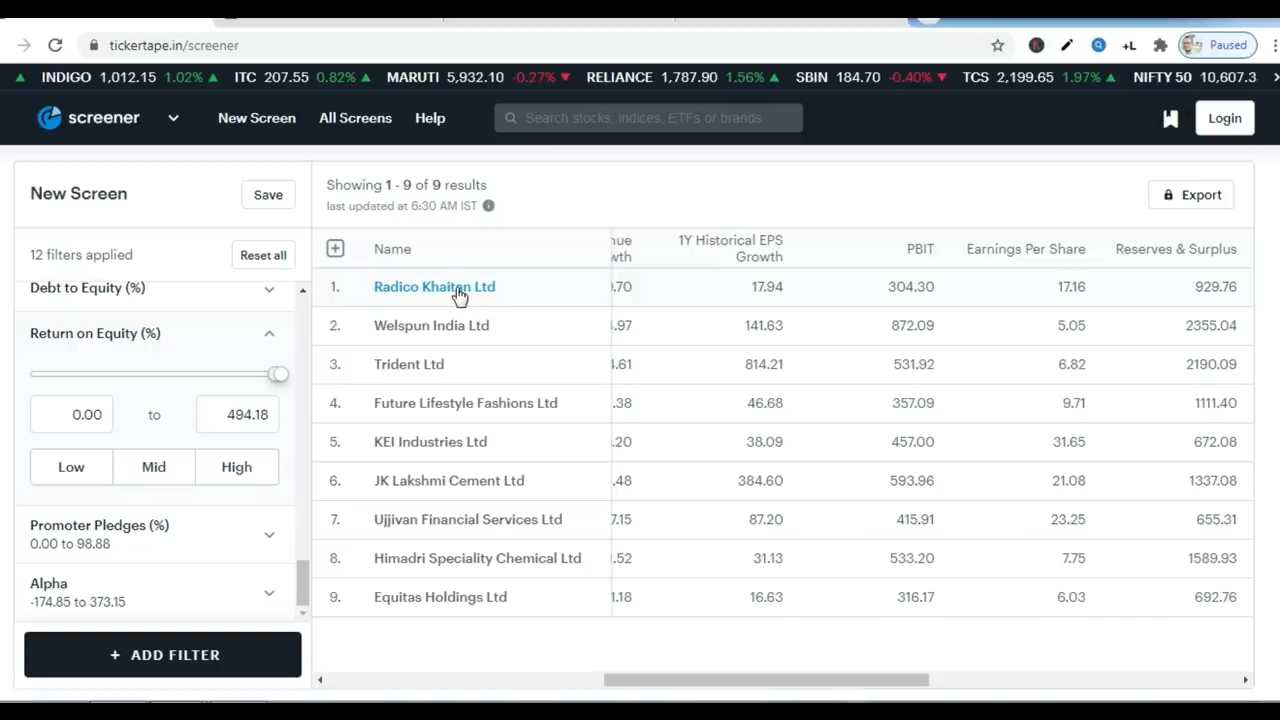 tickertape.in/screener
Paused
INDIGO 1,012.15 1.02% ITC 207.55 0.82% MARUTI 5,932.10 -0.27% RELIANCE 1,787.90 1.56% SBIN 184.70 -0.40% TCS 2,199.65 1.97% NIFTY 50 10,607.3
screener New Screen All Screens Help Search stocks, indices, ETFs or brands Login
New Screen Save
Showing 1 - 9 of 9 results
last updated at 6:30 AM IST
Export
12 filters applied Reset all
Debt to Equity (%)
Return on Equity (%)
0.00 to 494.18
Low Mid High
Promoter Pledges (%)
0.00 to 98.88
Alpha
-174.85 to 373.15
+ ADD FILTER
Name 1Y Historical EPS Growth PBIT Earnings Per Share Reserves & Surplus
1. Radico Khaitan Ltd .70 17.94 304.30 17.16 929.76
2. Welspun India Ltd .97 141.63 872.09 5.05 2355.04
3. Trident Ltd .61 814.21 531.92 6.82 2190.09
4. Future Lifestyle Fashions Ltd .38 46.68 357.09 9.71 1111.40
5. KEI Industries Ltd .20 38.09 457.00 31.65 672.08
6. JK Lakshmi Cement Ltd .48 384.60 593.96 21.08 1337.08
7. Ujjivan Financial Services Ltd 7.15 87.20 415.91 23.25 655.31
8. Himadri Speciality Chemical Ltd .52 31.13 533.20 7.75 1589.93
9. Equitas Holdings Ltd 1.18 16.63 316.17 6.03 692.76